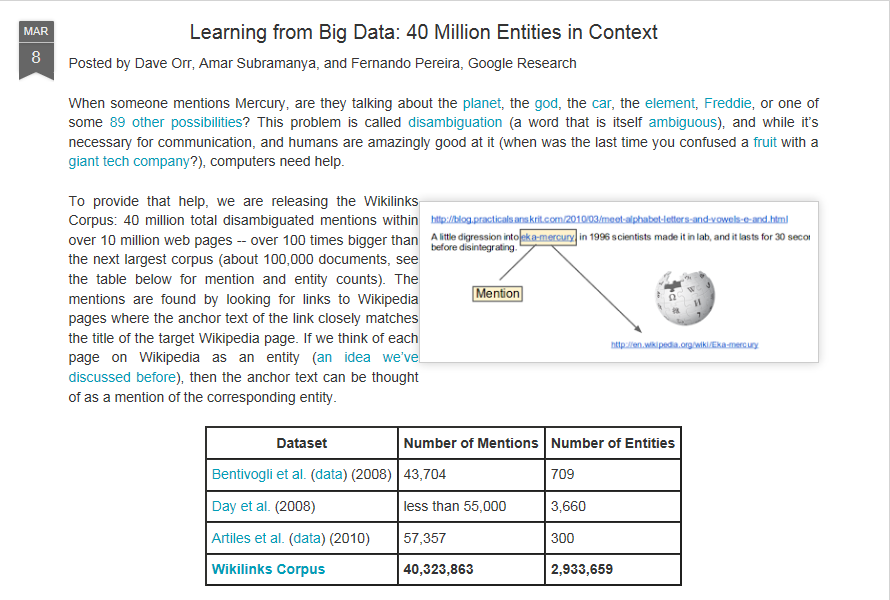 MAR
8
Learning from Big Data: 40 Million Entities in Context
Posted by Dave Orr, Amar Subramanya, and Fernando Pereira, Google Research
When someone mentions Mercury, are they talking about the planet, the god, the car, the element, Freddie, or one of
some 89 other possibilities? This problem is called disambiguation (a word that is itself ambiguous), and while it's
necessary for communication, and humans are amazingly good at it (when was the last time you confused a fruit with a
giant tech company?), computers need help.
To provide that help, we are releasing the Wikilinks
Corpus: 40 million total disambiguated mentions within
over 10 million web pages -- over 100 times bigger than
the next largest corpus (about 100,000 documents, see
the table below for mention and entity counts). The
mentions are found by looking for links to Wikipedia
pages where the anchor text of the link closely matches
the title of the target Wikipedia page. If we think of each
page on Wikipedia as an entity (an idea we've
discussed before), then the anchor text can be thought
of as a mention of the corresponding entity.
http://blog.practicalsanskrit.com/2010/03/meet-alphabet-letters-and-vowels-e-and.html
A little digression into eka-mercury, in 1996 scientists made it in lab, and it lasts for 30 secor
before disintegrating.
Mention
Ω W И
http://en.wikipedia.org/wiki/Eka-mercury
Dataset Number of Mentions Number of Entities
Bentivogli et al. (data) (2008) 43,704 709
Day et al. (2008) less than 55,000 3,660
Artiles et al. (data) (2010) 57,357 300
Wikilinks Corpus 40,323,863 2,933,659